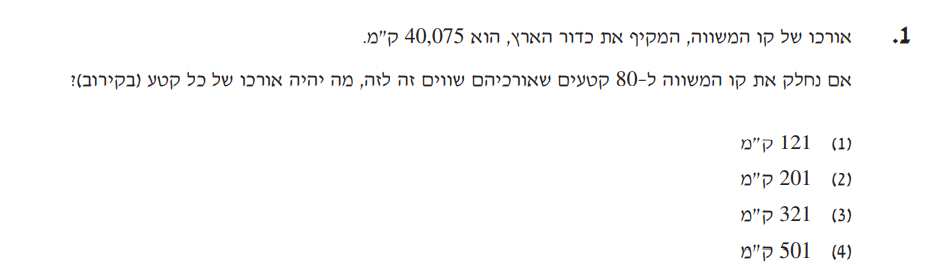 1. אורכו של קו המשווה, המקיף את כדור הארץ, הוא 40,075 ק"מ.
אם נחלק את קו המשווה ל-80 קטעים שאורכיהם שווים זה לזה, מה יהיה אורכו של כל קטע (בקירוב)?
(1) 121 ק"מ
(2) 201 ק"מ
(3) 321 ק"מ
(4) 501 ק"מ